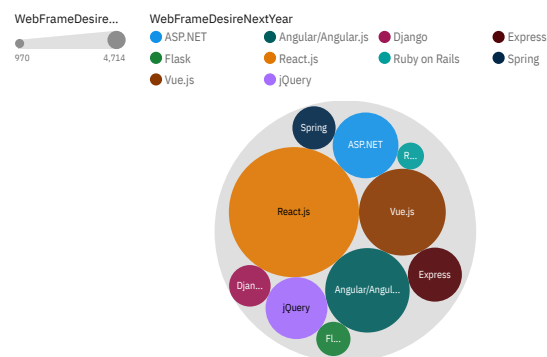 WebFrameDesire... WebFrameDesireNextYear
970 4,714
ASP.NET Angular/Angular.js Django Express
Flask React.js Ruby on Rails Spring
Vue.js jQuery
Spring
ASP.NET
R...
React.js
Vue.js
Express
Djan...
Angular/Angul...
jQuery
Fl...